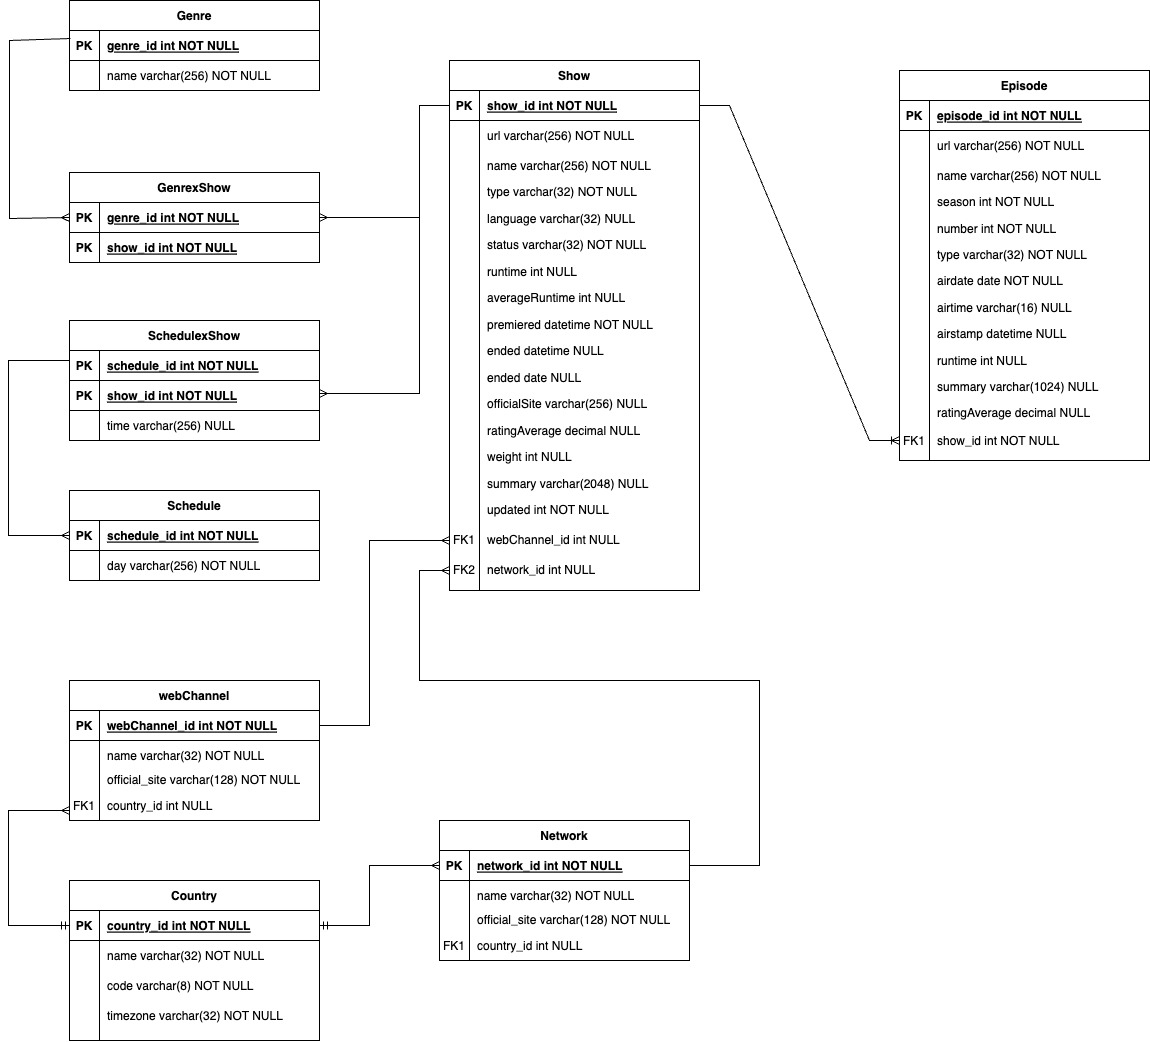 Genre
PK genre_id int NOT NULL
name varchar(256) NOT NULL
GenrexShow
PK genre_id int NOT NULL
PK show_id int NOT NULL
SchedulexShow
PK schedule_id int NOT NULL
PK show_id int NOT NULL
time varchar(256) NULL
Schedule
PK schedule_id int NOT NULL
day varchar(256) NOT NULL
webChannel
PK webChannel_id int NOT NULL
name varchar(32) NOT NULL
official_site varchar(128) NOT NULL
FK1 country_id int NULL
Country
PK country_id int NOT NULL
name varchar(32) NOT NULL
code varchar(8) NOT NULL
timezone varchar(32) NOT NULL
Show
PK show_id int NOT NULL
url varchar(256) NOT NULL
name varchar(256) NOT NULL
type varchar(32) NOT NULL
language varchar(32) NULL
status varchar(32) NOT NULL
runtime int NULL
averageRuntime int NULL
premiered datetime NOT NULL
ended datetime NULL
ended date NULL
officialSite varchar(256) NULL
ratingAverage decimal NULL
weight int NULL
summary varchar(2048) NULL
updated int NOT NULL
FK1 webChannel_id int NULL
FK2 network_id int NULL
Network
PK network_id int NOT NULL
name varchar(32) NOT NULL
official_site varchar(128) NOT NULL
FK1 country_id int NULL
Episode
PK episode_id int NOT NULL
url varchar(256) NOT NULL
name varchar(256) NOT NULL
season int NOT NULL
number int NOT NULL
type varchar(32) NOT NULL
airdate date NOT NULL
airtime varchar(16) NULL
airstamp datetime NULL
runtime int NULL
summary varchar(1024) NULL
ratingAverage decimal NULL
FK1 show_id int NOT NULL